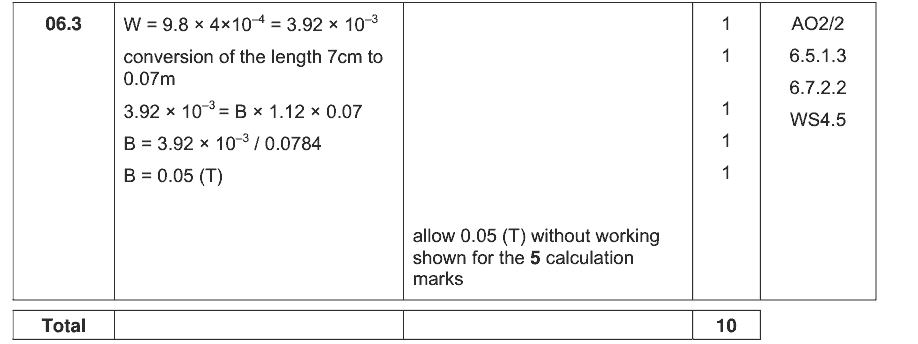 06.3
W = 9.8 × 4×10⁻⁴ = 3.92 × 10⁻³
1
AO2/2
conversion of the length 7cm to
0.07m
1
6.5.1.3
6.7.2.2
3.92 × 10⁻³ = B × 1.12 × 0.07
1
WS4.5
B = 3.92 × 10⁻³ / 0.0784
1
B = 0.05 (T)
1
allow 0.05 (T) without working
shown for the 5 calculation
marks
Total
10